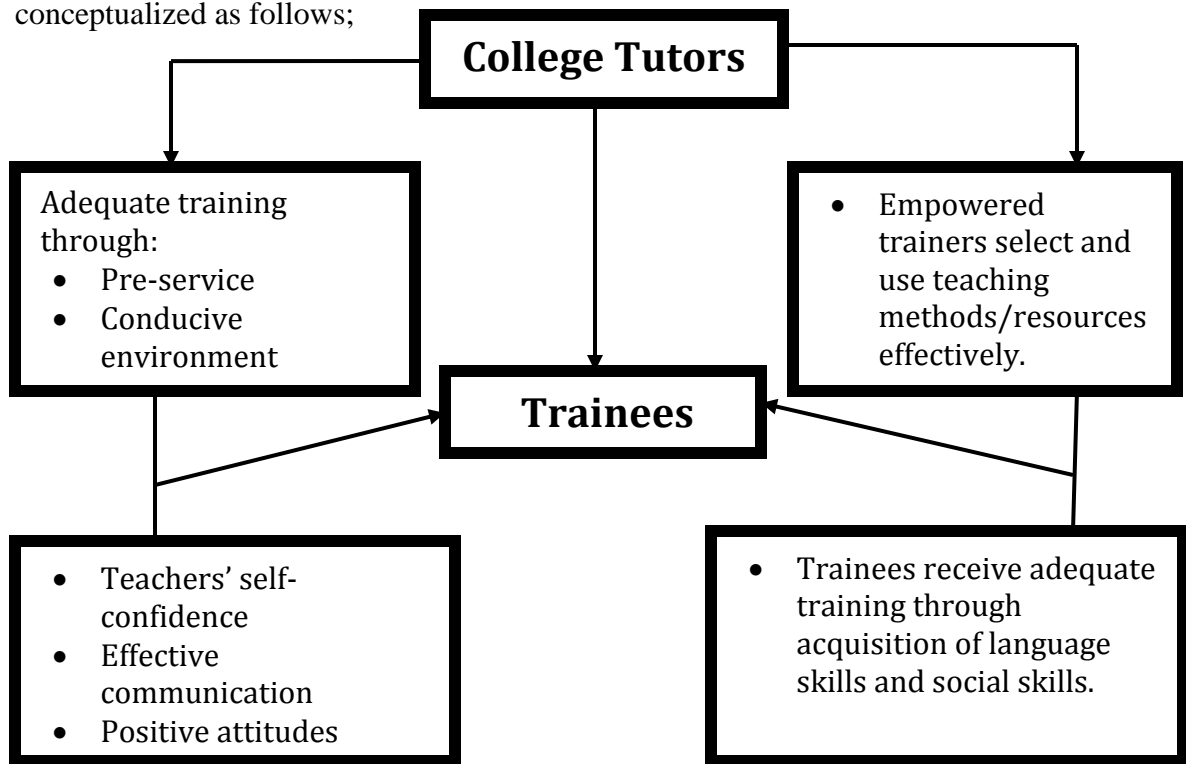 conceptualized as follows;
College Tutors
Adequate training
through:
• Pre-service
• Conducive
environment
• Empowered
trainers select and
use teaching
methods/resources
effectively.
Trainees
• Teachers’ self-
confidence
• Effective
communication
• Positive attitudes
• Trainees receive adequate
training through
acquisition of language
skills and social skills.